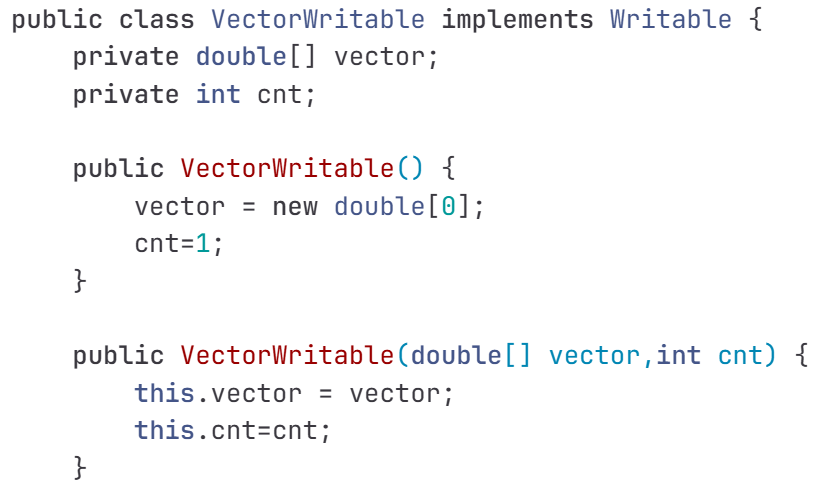 public class VectorWritable implements Writable {
    private double[] vector;
    private int cnt;

    public VectorWritable() {
        vector = new double[0];
        cnt=1;
    }

    public VectorWritable(double[] vector,int cnt) {
        this.vector = vector;
        this.cnt=cnt;
    }